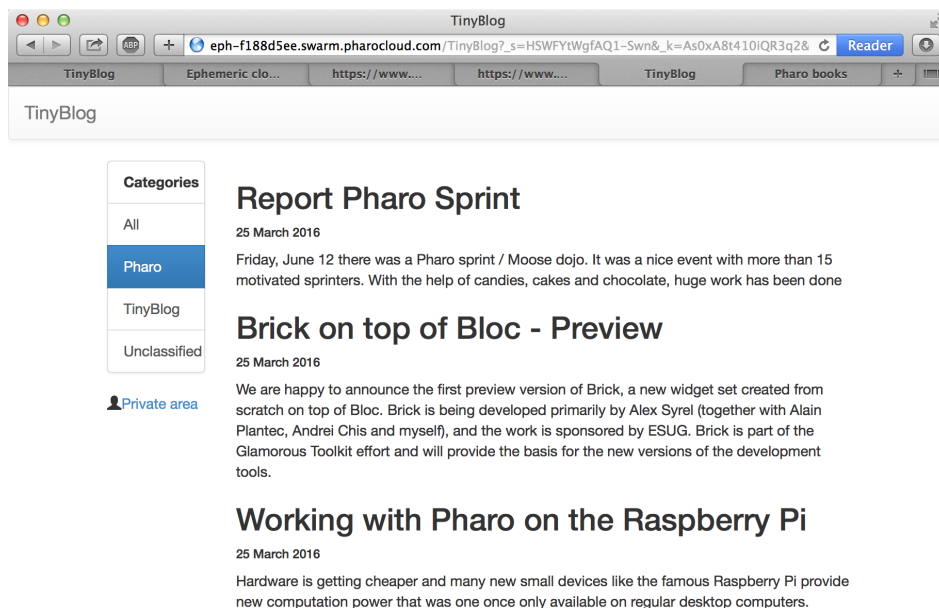 TinyBlog
ABP
eph-f188d5ee.swarm.pharocloud.com/TinyBlog?_s=HSWFYtWgfAQ1-Swn&_k=As0xA8t410iQR3q2&
Reader
TinyBlog
Ephemeric clo...
https://www....
https://www....
TinyBlog
Pharo books
TinyBlog
Categories
All
Pharo
TinyBlog
Unclassified
Private area
Report Pharo Sprint
25 March 2016
Friday, June 12 there was a Pharo sprint / Moose dojo. It was a nice event with more than 15
motivated sprinters. With the help of candies, cakes and chocolate, huge work has been done
Brick on top of Bloc - Preview
25 March 2016
We are happy to announce the first preview version of Brick, a new widget set created from
scratch on top of Bloc. Brick is being developed primarily by Alex Syrel (together with Alain
Plantec, Andrei Chis and myself), and the work is sponsored by ESUG. Brick is part of the
Glamorous Toolkit effort and will provide the basis for the new versions of the development
tools.
Working with Pharo on the Raspberry Pi
25 March 2016
Hardware is getting cheaper and many new small devices like the famous Raspberry Pi provide
new computation power that was one once only available on regular desktop computers.